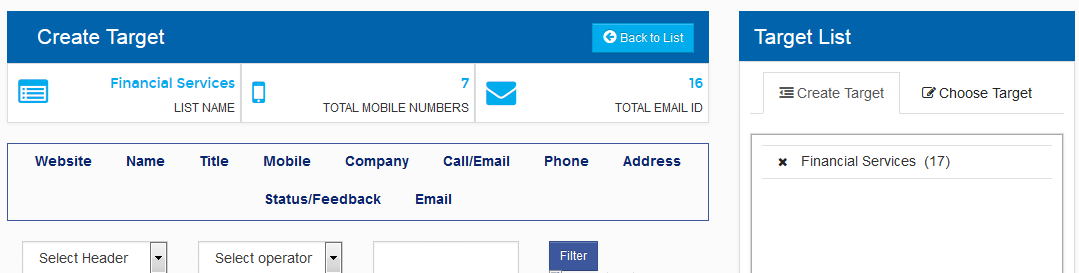 Create Target
Back to List
Financial Services
LIST NAME
7
TOTAL MOBILE NUMBERS
16
TOTAL EMAIL ID
Website Name Title Mobile Company Call/Email Phone Address
Status/Feedback Email
Select Header Select operator Filter
Target List
Create Target Choose Target
Financial Services (17)